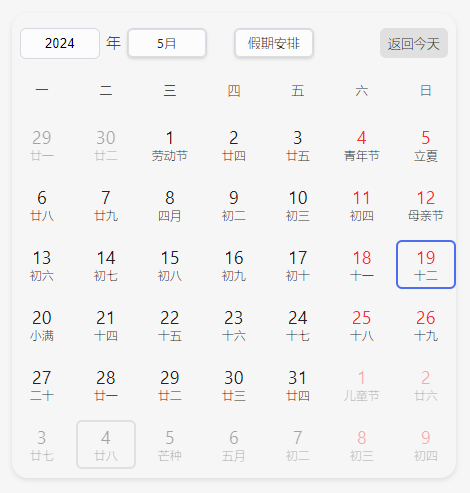 2024 年 5月 假期安排 返回今天
一 二 三 四 五 六 日
29 30 1 2 3 4 5
廿一 廿二 劳动节 廿四 廿五 青年节 立夏
6 7 8 9 10 11 12
廿八 廿九 四月 初二 初三 初四 母亲节
13 14 15 16 17 18 19
初六 初七 初八 初九 初十 十一 十二
20 21 22 23 24 25 26
小满 十四 十五 十六 十七 十八 十九
27 28 29 30 31 1 2
二十 廿一 廿二 廿三 廿四 儿童节 廿六
3 4 5 6 7 8 9
廿七 廿八 芒种 五月 初二 初三 初四